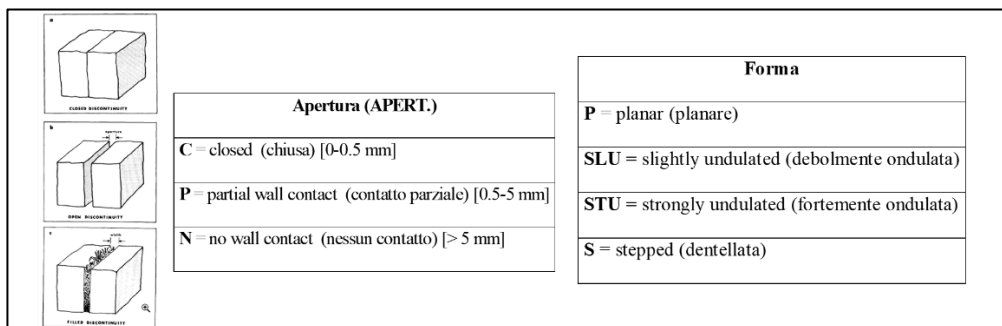 a
CLOSED DISCONTINUITY
b
aperture
OPEN DISCONTINUITY
c
width
FILLED DISCONTINUITY
Apertura (APERT.)
C = closed (chiusa) [0-0.5 mm]
P = partial wall contact (contatto parziale) [0.5-5 mm]
N = no wall contact (nessun contatto) [> 5 mm]
Forma
P = planar (planare)
SLU = slightly undulated (debolmente ondulata)
STU = strongly undulated (fortemente ondulata)
S = stepped (dentellata)